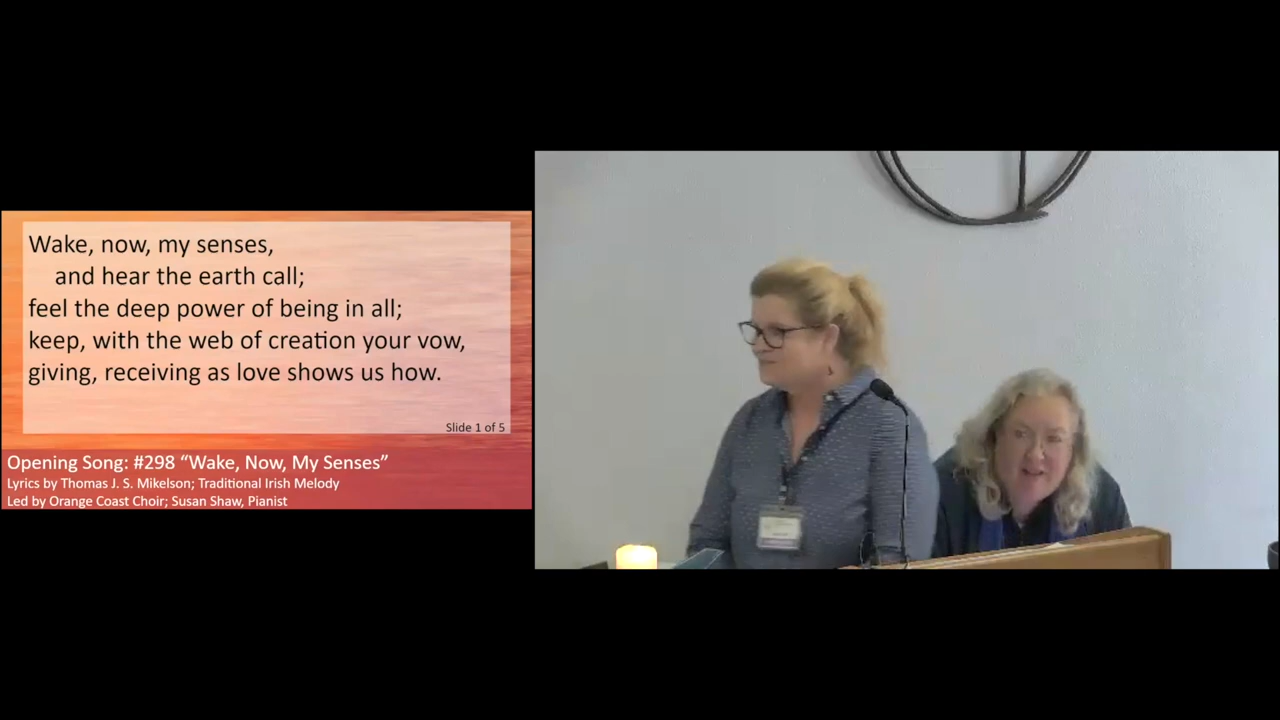 Wake, now, my senses,
and hear the earth call;
feel the deep power of being in all;
keep, with the web of creation your vow,
giving, receiving as love shows us how.
Slide 1 of 5
Opening Song: #298 “Wake, Now, My Senses”
Lyrics by Thomas J. S. Mikelson; Traditional Irish Melody
Led by Orange Coast Choir; Susan Shaw, Pianist